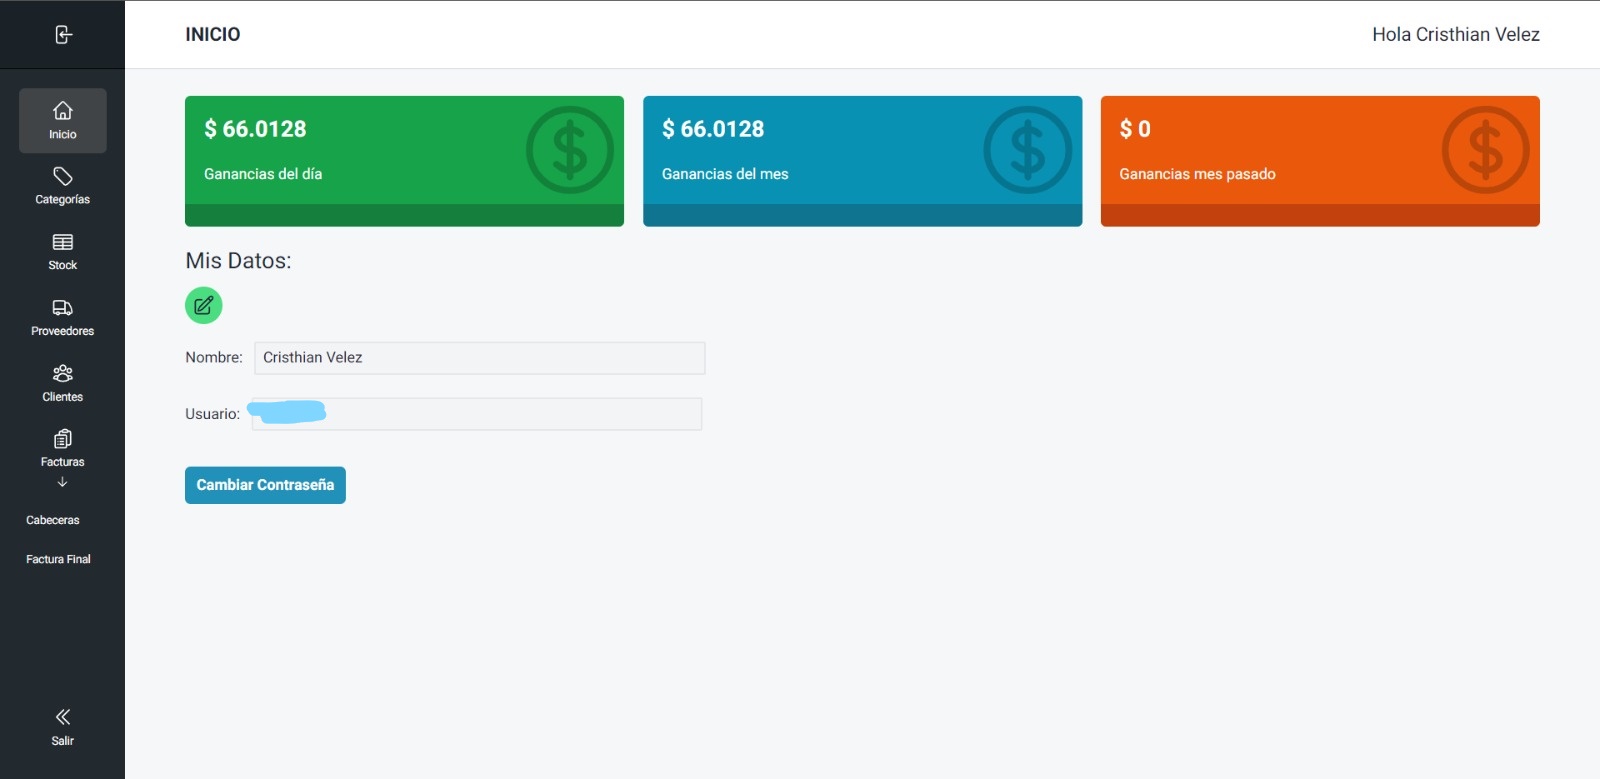 INICIO
Hola Cristhian Velez
Inicio
Categorías
Stock
Proveedores
Clientes
Facturas
Cabeceras
Factura Final
Salir
$ 66.0128
Ganancias del día
$ 66.0128
Ganancias del mes
$ 0
Ganancias mes pasado
Mis Datos:
Nombre: Cristhian Velez
Usuario:
Cambiar Contraseña